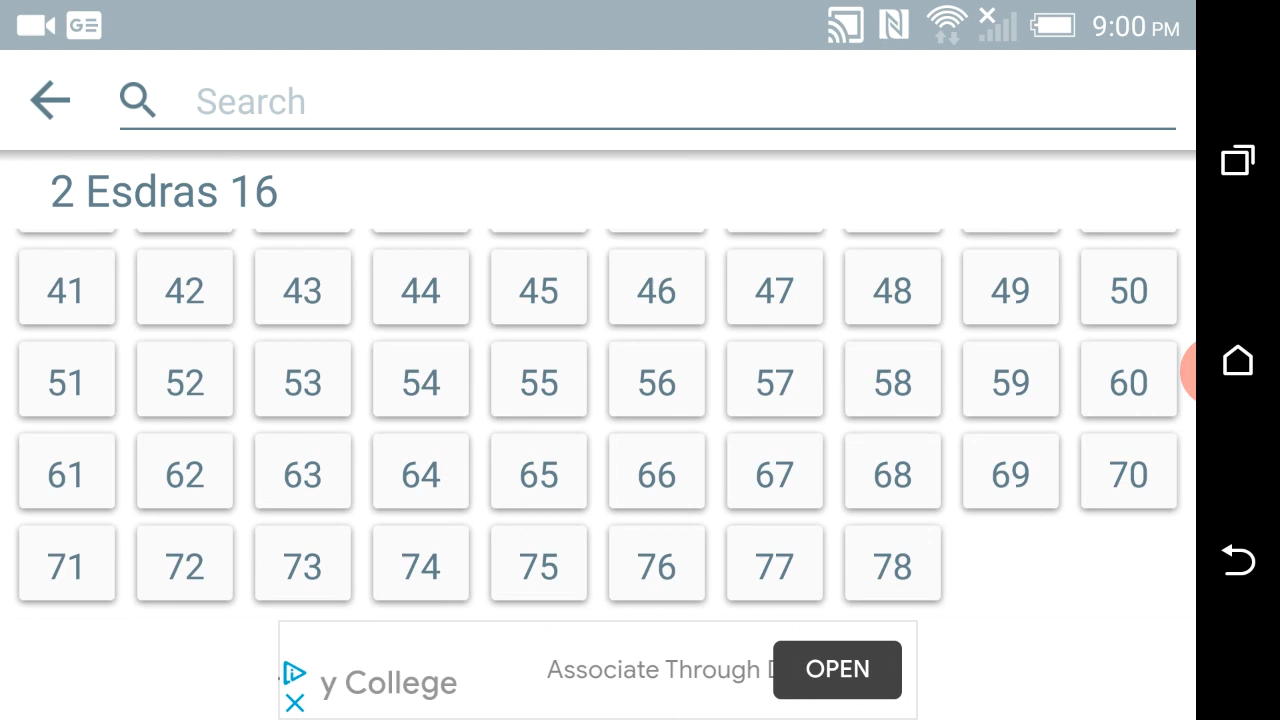 9:00 PM
Search
2 Esdras 16
41 42 43 44 45 46 47 48 49 50
51 52 53 54 55 56 57 58 59 60
61 62 63 64 65 66 67 68 69 70
71 72 73 74 75 76 77 78
y College
Associate Through D
OPEN